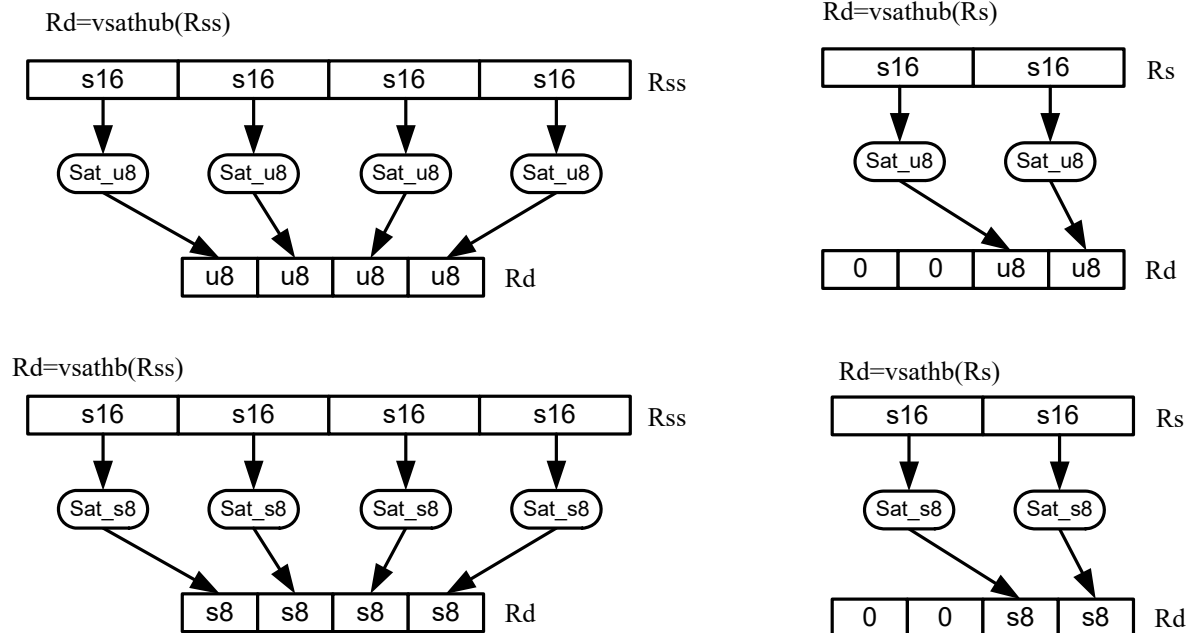 Rd=vsathub(Rss)
s16 s16 s16 s16 Rss
Sat_u8 Sat_u8 Sat_u8 Sat_u8
u8 u8 u8 u8 Rd
Rd=vsathub(Rs)
s16 s16 Rs
Sat_u8 Sat_u8
0 0 u8 u8 Rd
Rd=vsathb(Rss)
s16 s16 s16 s16 Rss
Sat_s8 Sat_s8 Sat_s8 Sat_s8
s8 s8 s8 s8 Rd
Rd=vsathb(Rs)
s16 s16 Rs
Sat_s8 Sat_s8
0 0 s8 s8 Rd